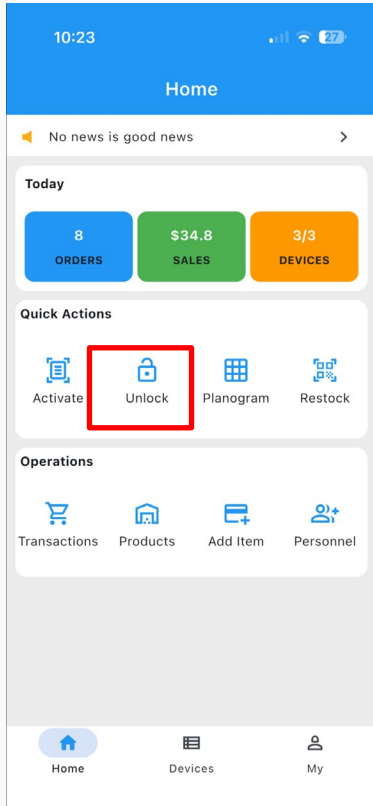 10:23
27
Home
No news is good news
Today
8
ORDERS
$34.8
SALES
3/3
DEVICES
Quick Actions
Activate
Unlock
Planogram
Restock
Operations
Transactions
Products
Add Item
Personnel
Home
Devices
My